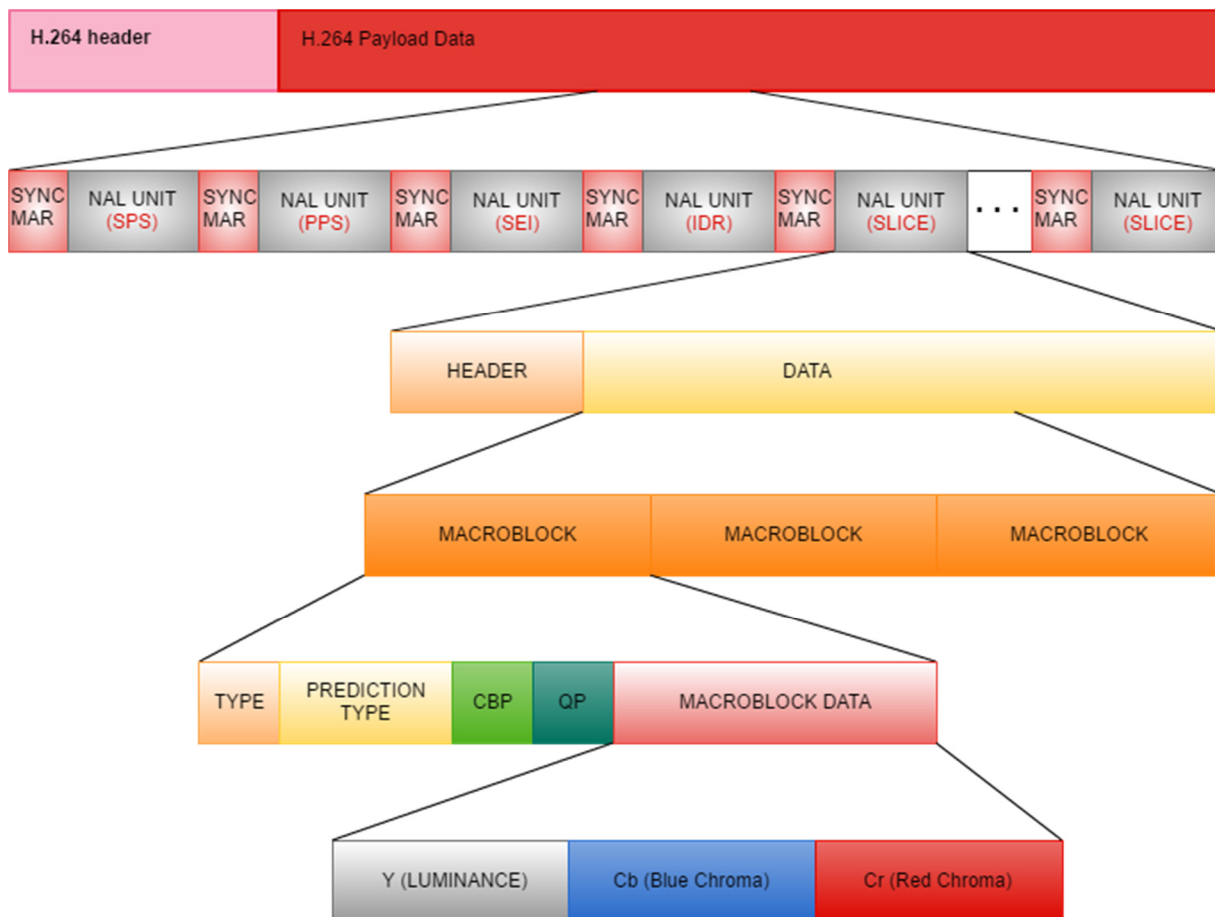 H.264 header
H.264 Payload Data
SYNC
MAR
NAL UNIT
(SPS)
SYNC
MAR
NAL UNIT
(PPS)
SYNC
MAR
NAL UNIT
(SEI)
SYNC
MAR
NAL UNIT
(IDR)
SYNC
MAR
NAL UNIT
(SLICE)
...
SYNC
MAR
NAL UNIT
(SLICE)
HEADER
DATA
MACROBLOCK
MACROBLOCK
MACROBLOCK
TYPE
PREDICTION
TYPE
CBP
QP
MACROBLOCK DATA
Y (LUMINANCE)
Cb (Blue Chroma)
Cr (Red Chroma)